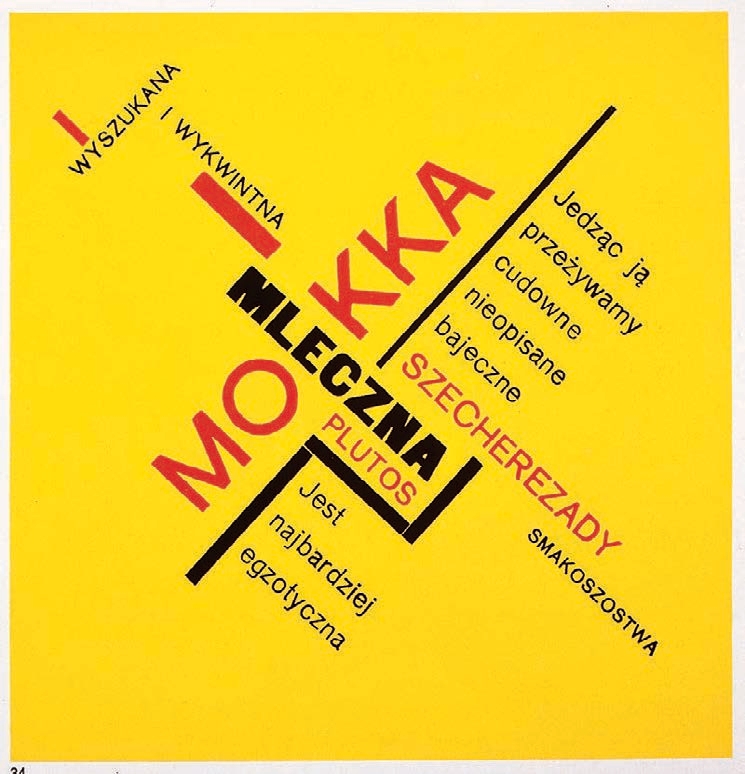 WYSZUKANA
I WYKWINTNA
MOKKA
MLECZNA
PLUTOS
Jest
najbardziej
egzotyczna
Jedząc ją
przeżywamy
cudowne
nieopisane
bajeczne
SZECHEREZADY
SMAKOSZOSTWA
34